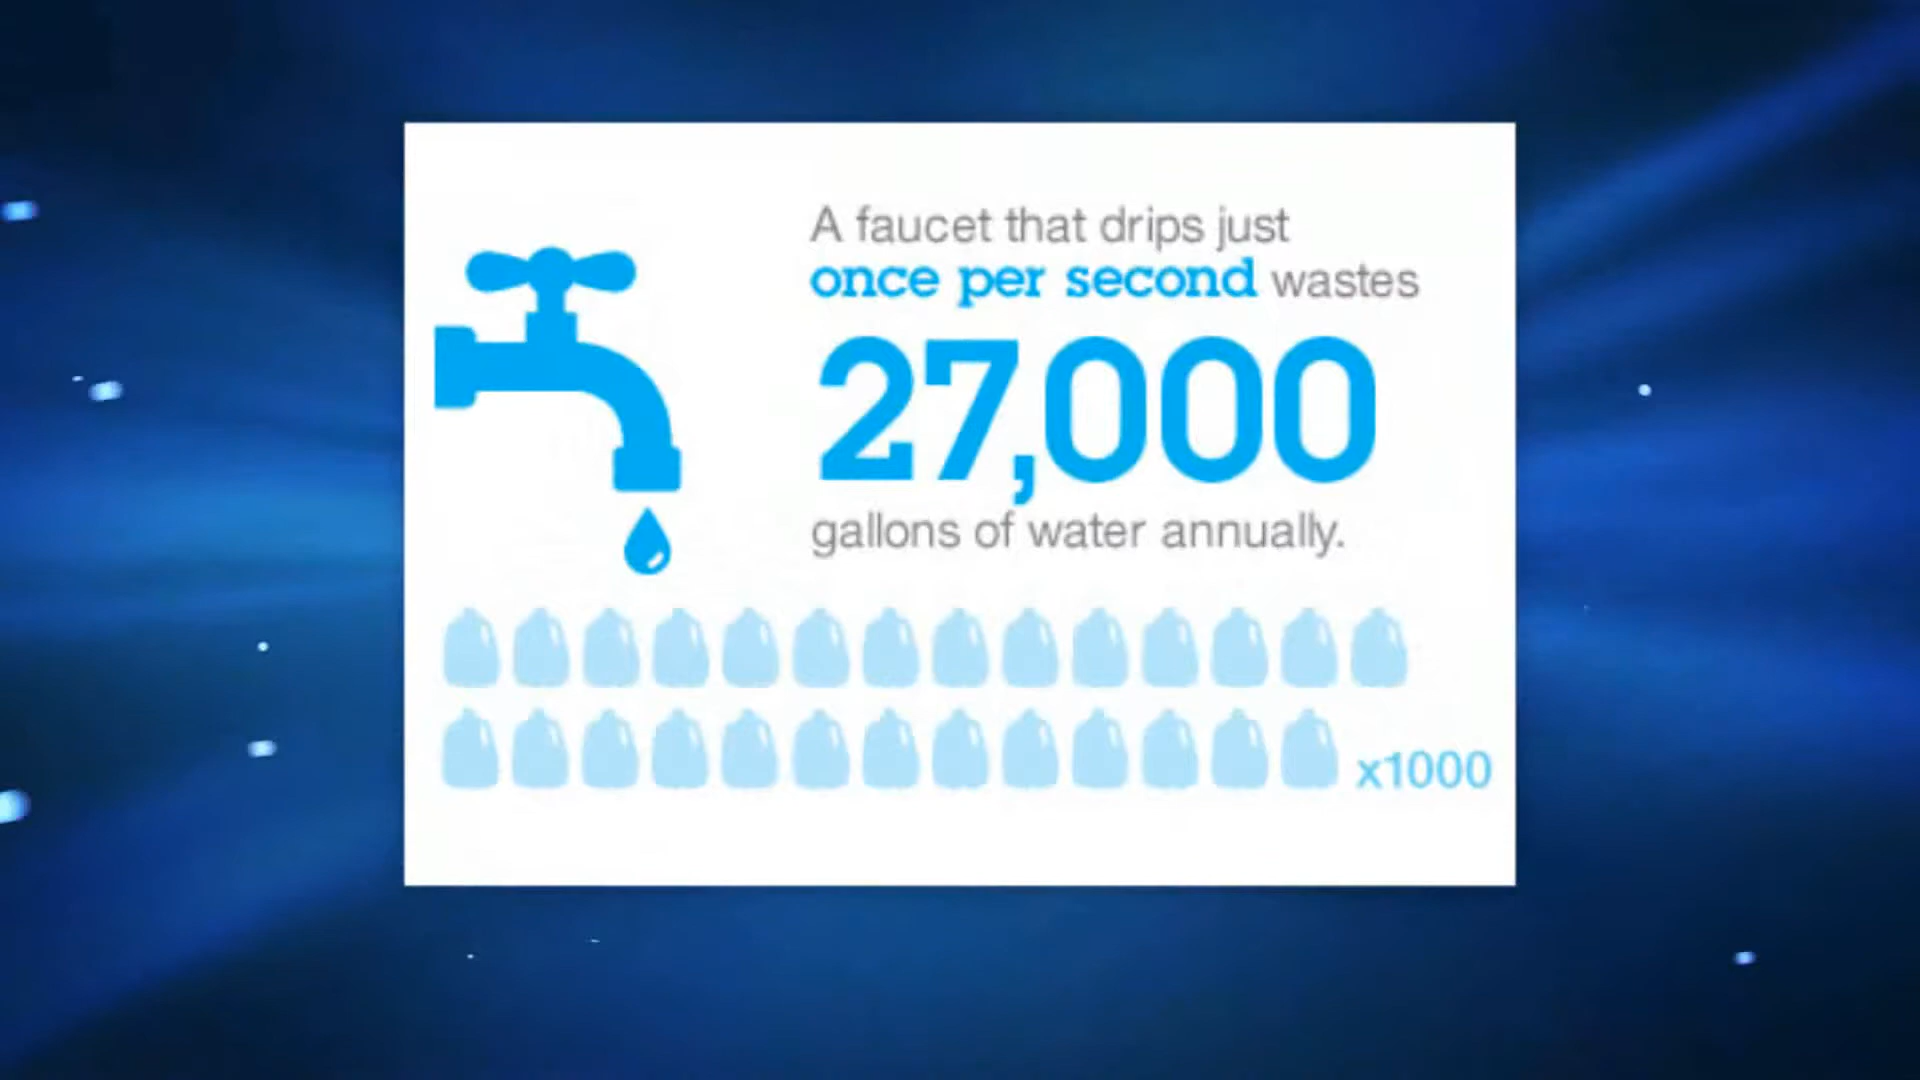 A faucet that drips just
once per second wastes
27,000
gallons of water annually.
x1000